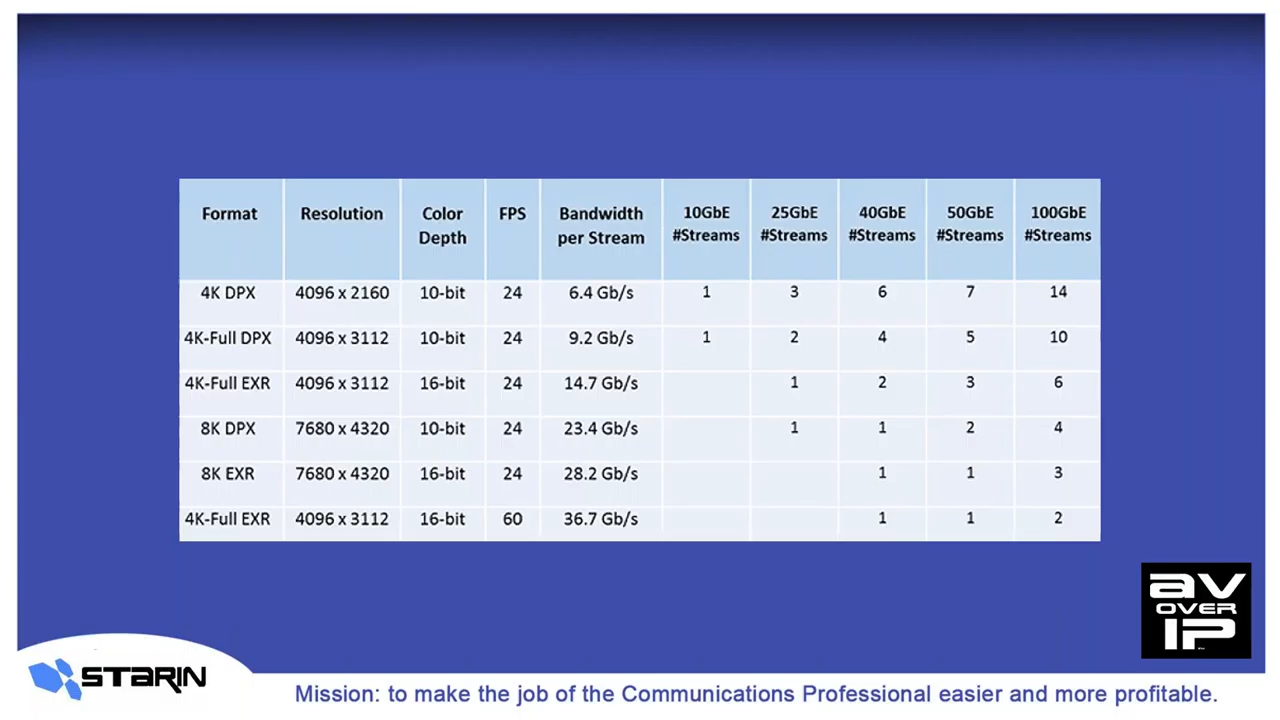 Format Resolution Color Depth FPS Bandwidth per Stream 10GbE #Streams 25GbE #Streams 40GbE #Streams 50GbE #Streams 100GbE #Streams
4K DPX 4096 x 2160 10-bit 24 6.4 Gb/s 1 3 6 7 14
4K-Full DPX 4096 x 3112 10-bit 24 9.2 Gb/s 1 2 4 5 10
4K-Full EXR 4096 x 3112 16-bit 24 14.7 Gb/s 1 2 3 6
8K DPX 7680 x 4320 10-bit 24 23.4 Gb/s 1 1 2 4
8K EXR 7680 x 4320 16-bit 24 28.2 Gb/s 1 1 3
4K-Full EXR 4096 x 3112 16-bit 60 36.7 Gb/s 1 1 2
av
OVER
IP
STARIN
Mission: to make the job of the Communications Professional easier and more profitable.